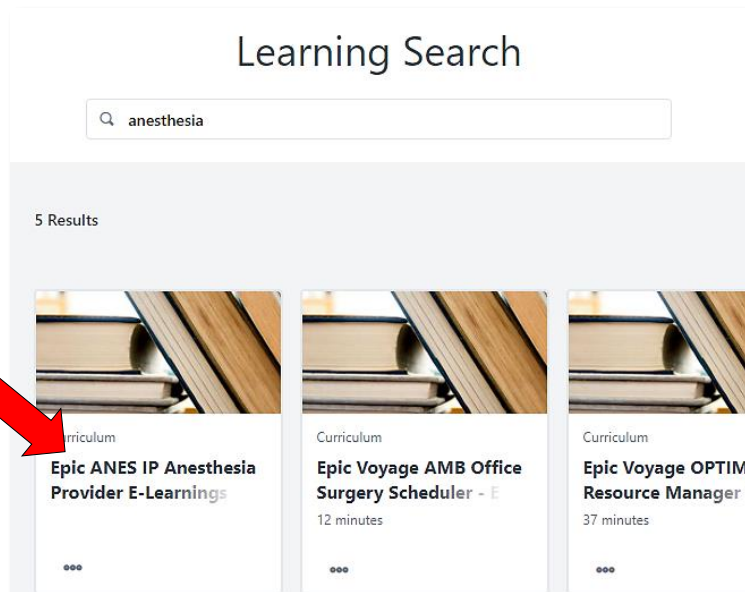 Learning Search
anesthesia
5 Results
rriculum
Epic ANES IP Anesthesia
Provider E-Learnings
Curriculum
Epic Voyage AMB Office
Surgery Scheduler - E
12 minutes
Curriculum
Epic Voyage OPTIM
Resource Manager
37 minutes